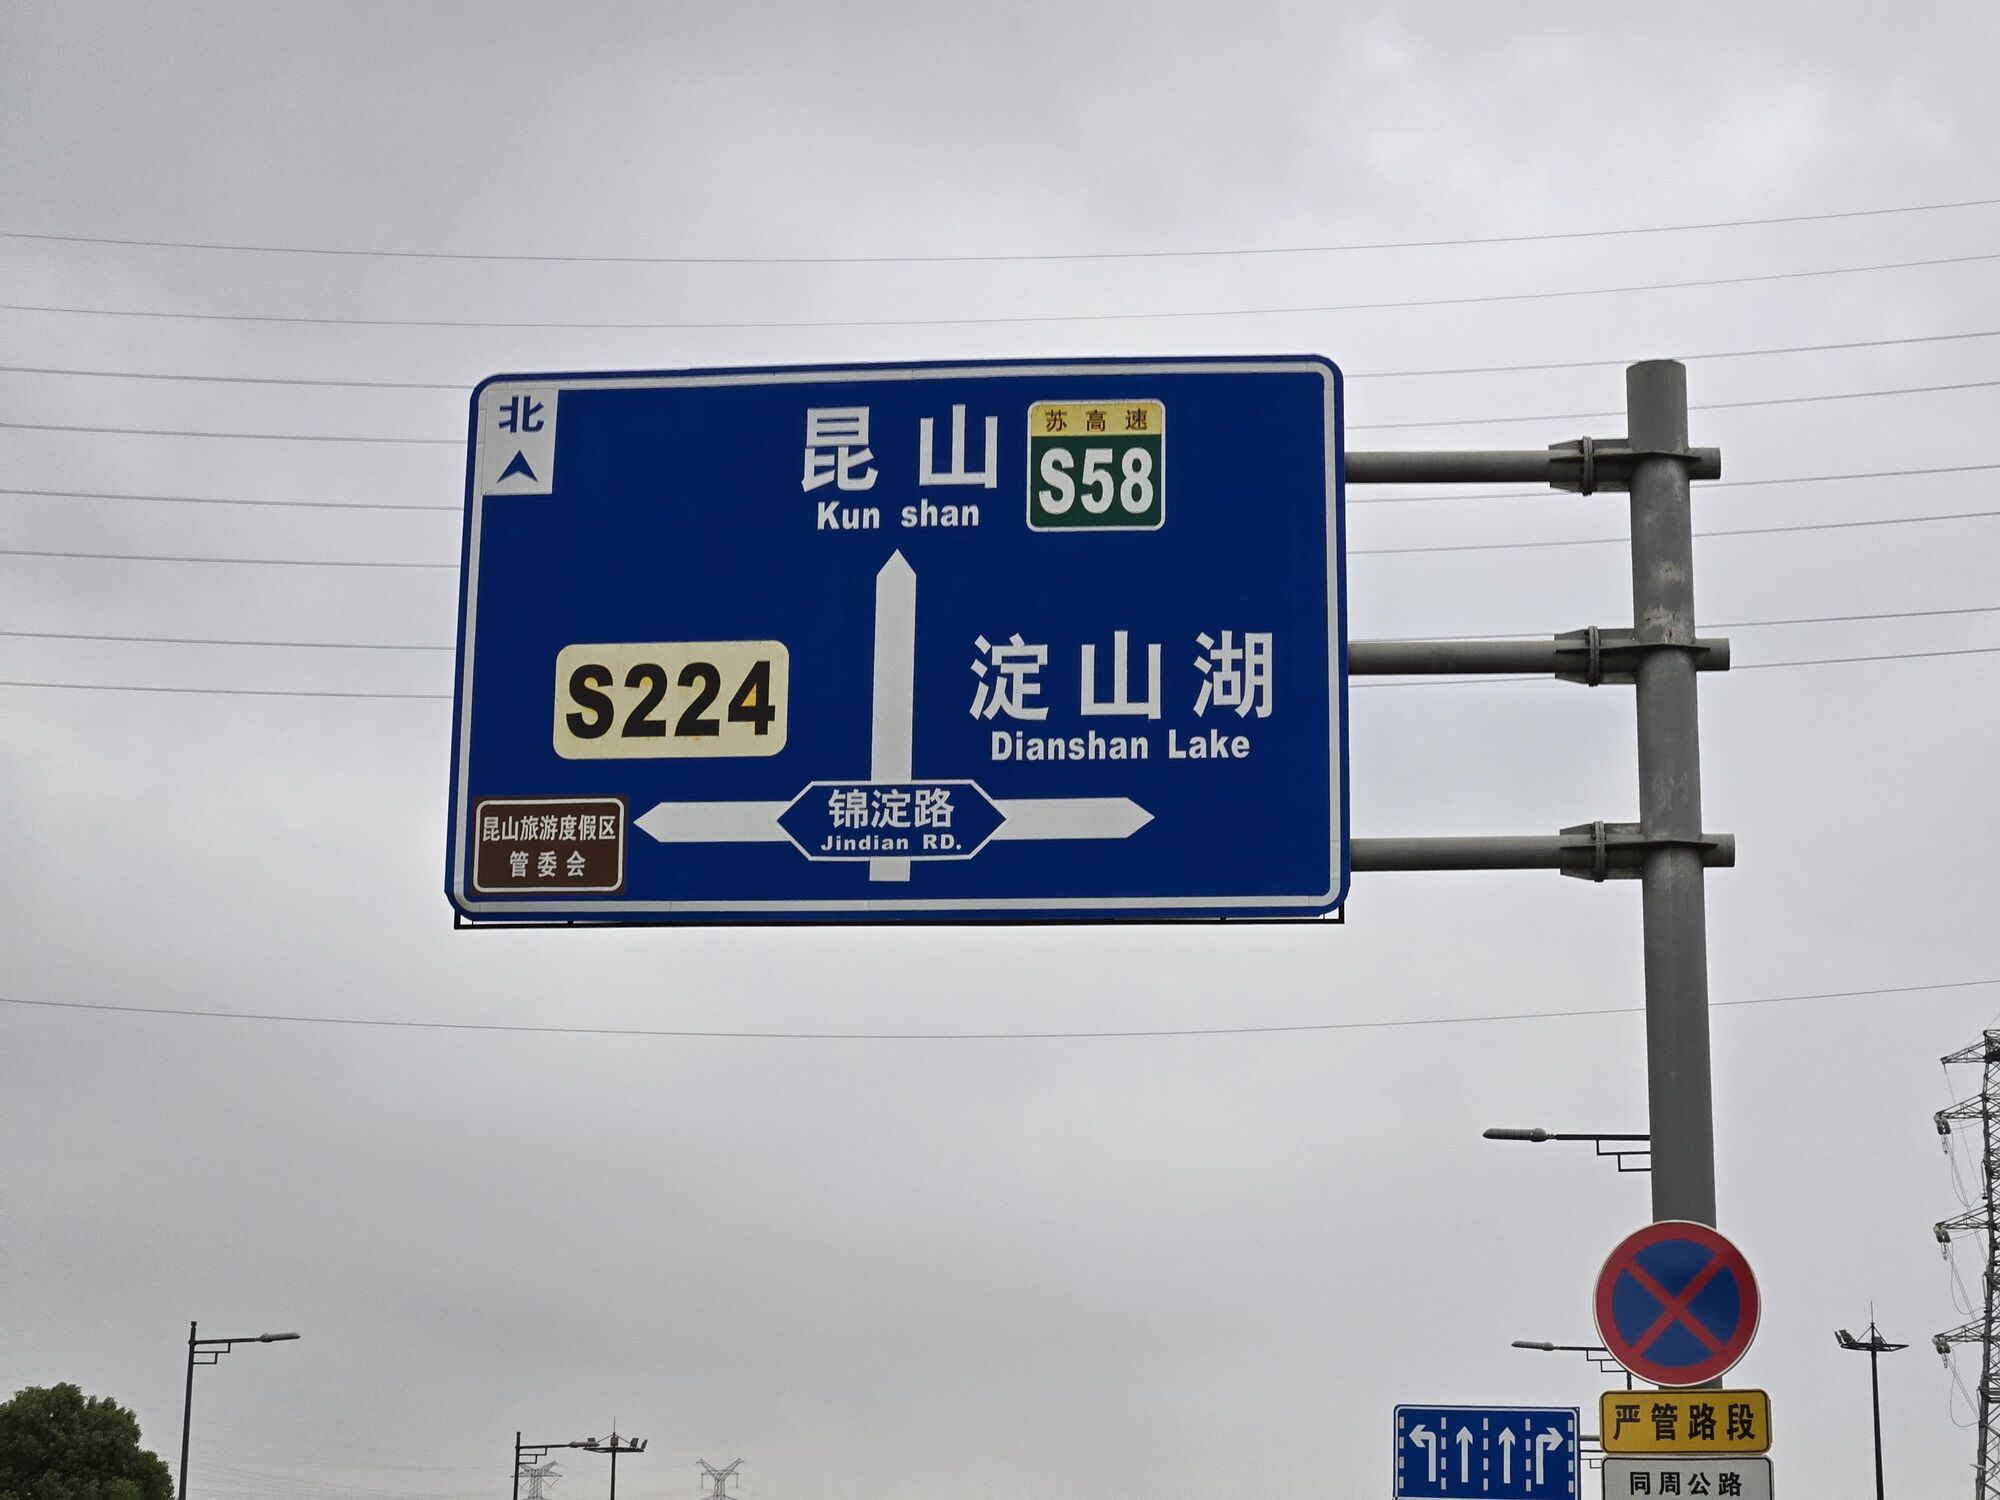 北
昆山
Kun shan
苏高速
S58
S224
淀山湖
Dianshan Lake
锦淀路
Jindian RD.
昆山旅游度假区
管委会
严管路段
同周公路